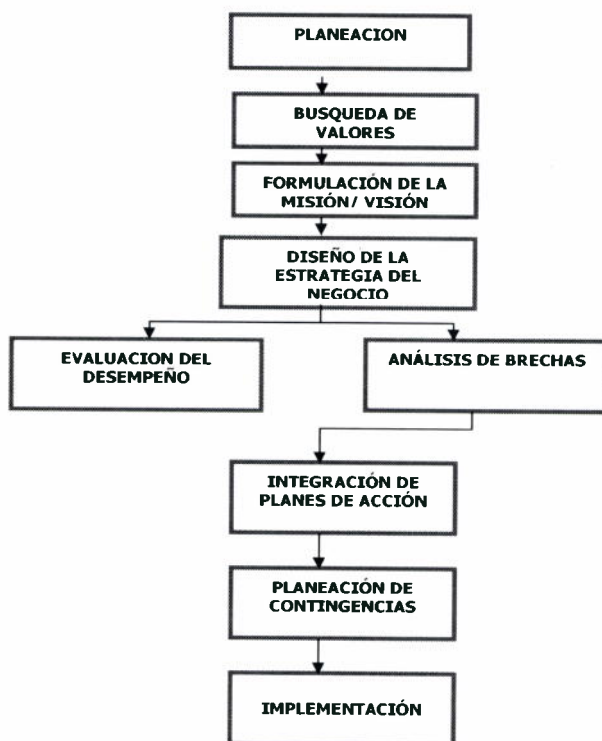 PLANEACION
BUSQUEDA DE
VALORES
FORMULACIÓN DE LA
MISIÓN/ VISIÓN
DISEÑO DE LA
ESTRATEGIA DEL
NEGOCIO
EVALUACION DEL
DESEMPEÑO
ANÁLISIS DE BRECHAS
INTEGRACIÓN DE
PLANES DE ACCIÓN
PLANEACIÓN DE
CONTINGENCIAS
IMPLEMENTACIÓN